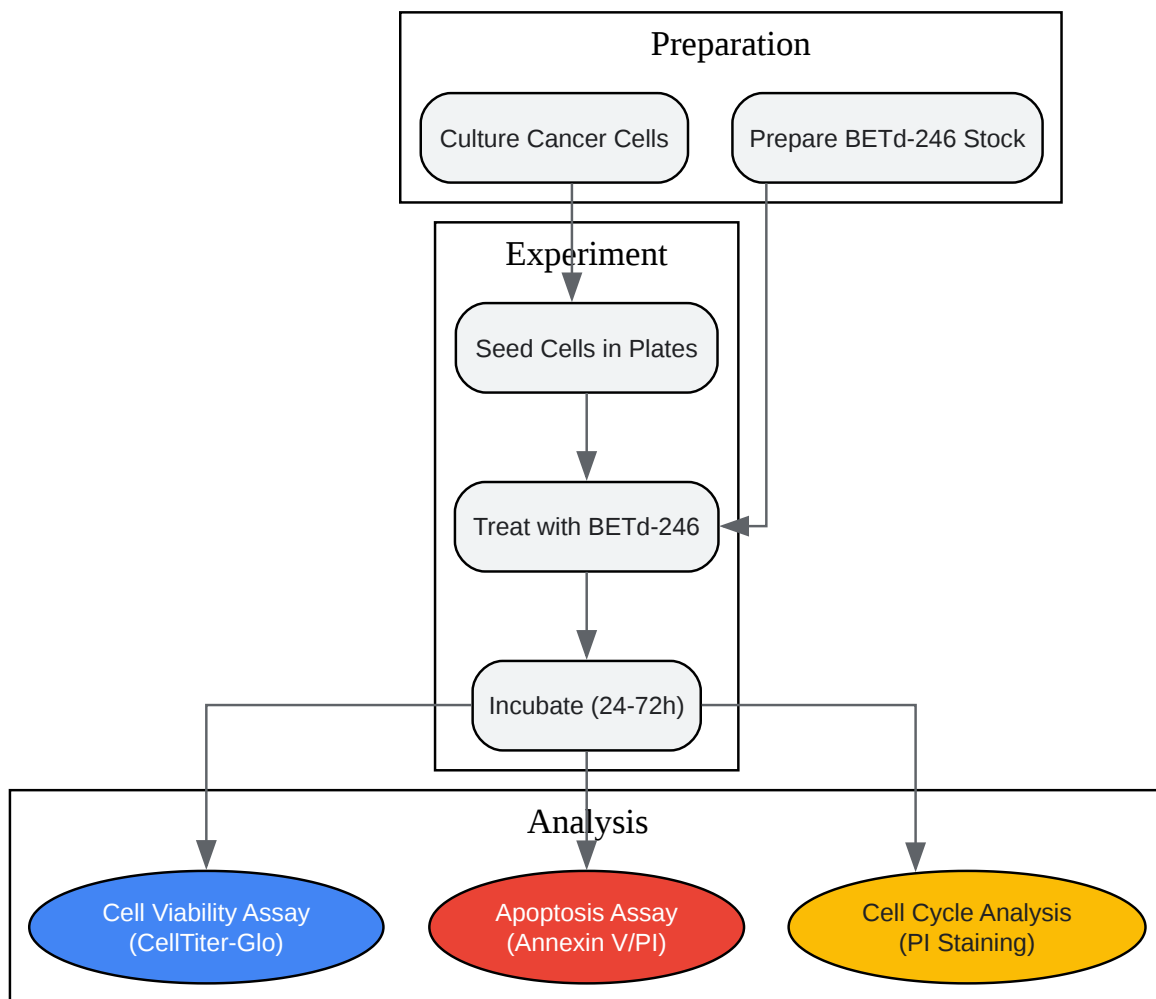 Preparation
Culture Cancer Cells
Prepare BETd-246 Stock
Experiment
Seed Cells in Plates
Treat with BETd-246
Incubate (24-72h)
Analysis
Cell Viability Assay
(CellTiter-Glo)
Apoptosis Assay
(Annexin V/PI)
Cell Cycle Analysis
(PI Staining)